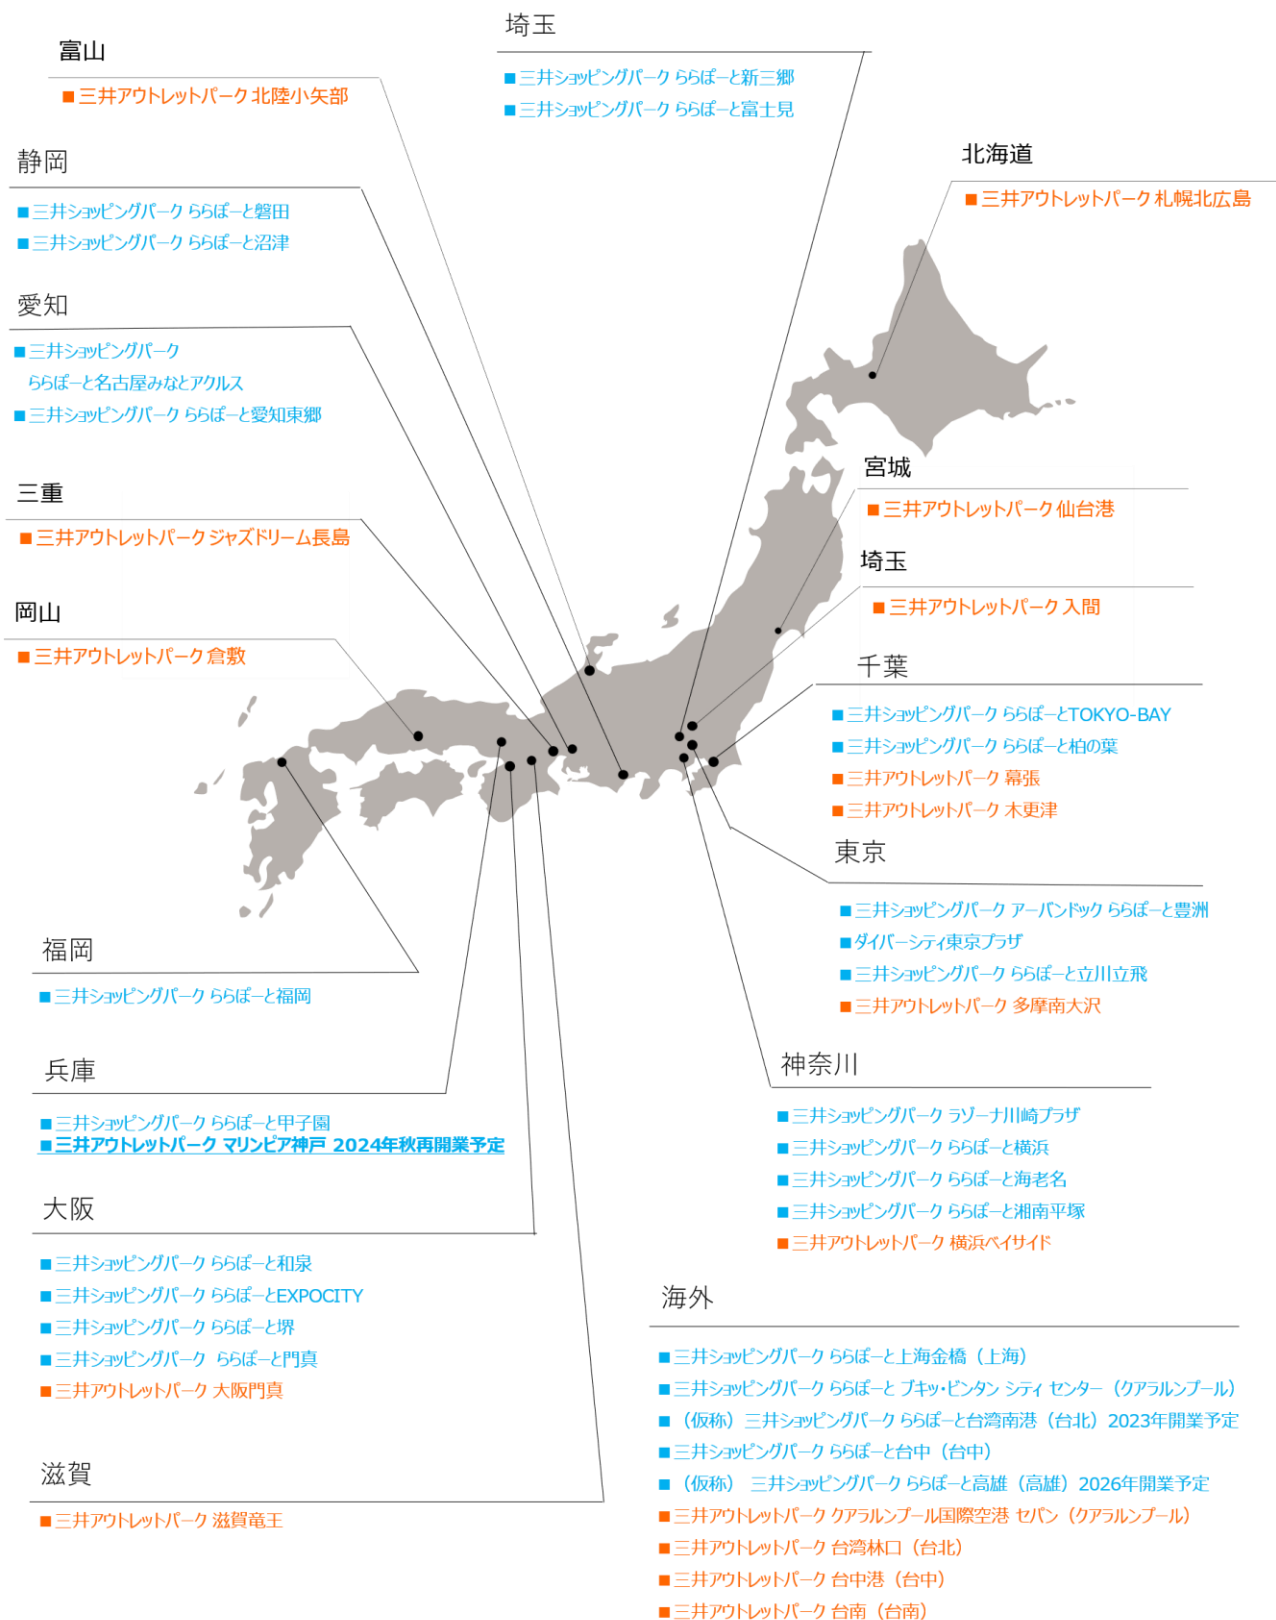 埼玉
■三井ショッピングパーク ららぽーと新三郷
■三井ショッピングパーク ららぽーと富士見
富山
■三井アウトレットパーク 北陸小矢部
静岡
■三井ショッピングパーク ららぽーと磐田
■三井ショッピングパーク ららぽーと沼津
愛知
■三井ショッピングパーク
ららぽーと名古屋みなとアクルス
■三井ショッピングパーク ららぽーと愛知東郷
三重
■三井アウトレットパーク ジャズドリーム長島
岡山
■三井アウトレットパーク 倉敷
北海道
■三井アウトレットパーク 札幌北広島
宮城
■三井アウトレットパーク 仙台港
埼玉
■三井アウトレットパーク 入間
千葉
■三井ショッピングパーク ららぽーとTOKYO-BAY
■三井ショッピングパーク ららぽーと柏の葉
■三井アウトレットパーク 幕張
■三井アウトレットパーク 木更津
東京
■三井ショッピングパーク アーバンドック ららぽーと豊洲
■ダイバーシティ東京プラザ
■三井ショッピングパーク ららぽーと立川立飛
■三井アウトレットパーク 多摩南大沢
神奈川
■三井ショッピングパーク ラゾーナ川崎プラザ
■三井ショッピングパーク ららぽーと横浜
■三井ショッピングパーク ららぽーと海老名
■三井ショッピングパーク ららぽーと湘南平塚
■三井アウトレットパーク 横浜ベイサイド
福岡
■三井ショッピングパーク ららぽーと福岡
兵庫
■三井ショッピングパーク ららぽーと甲子園
■三井アウトレットパーク マリンピア神戸 2024年秋再開業予定
大阪
■三井ショッピングパーク ららぽーと和泉
■三井ショッピングパーク ららぽーとEXPOCITY
■三井ショッピングパーク ららぽーと堺
■三井ショッピングパーク ららぽーと門真
■三井アウトレットパーク 大阪門真
滋賀
■三井アウトレットパーク 滋賀竜王
海外
■三井ショッピングパーク ららぽーと上海金橋（上海）
■三井ショッピングパーク ららぽーと ブキッ・ビンタン シティ センター（クアラルンプール）
■（仮称）三井ショッピングパーク ららぽーと台湾南港（台北）2023年開業予定
■三井ショッピングパーク ららぽーと台中（台中）
■（仮称） 三井ショッピングパーク ららぽーと高雄（高雄）2026年開業予定
■三井アウトレットパーク クアラルンプール国際空港 セパン（クアラルンプール）
■三井アウトレットパーク 台湾林口（台北）
■三井アウトレットパーク 台中港（台中）
■三井アウトレットパーク 台南（台南）